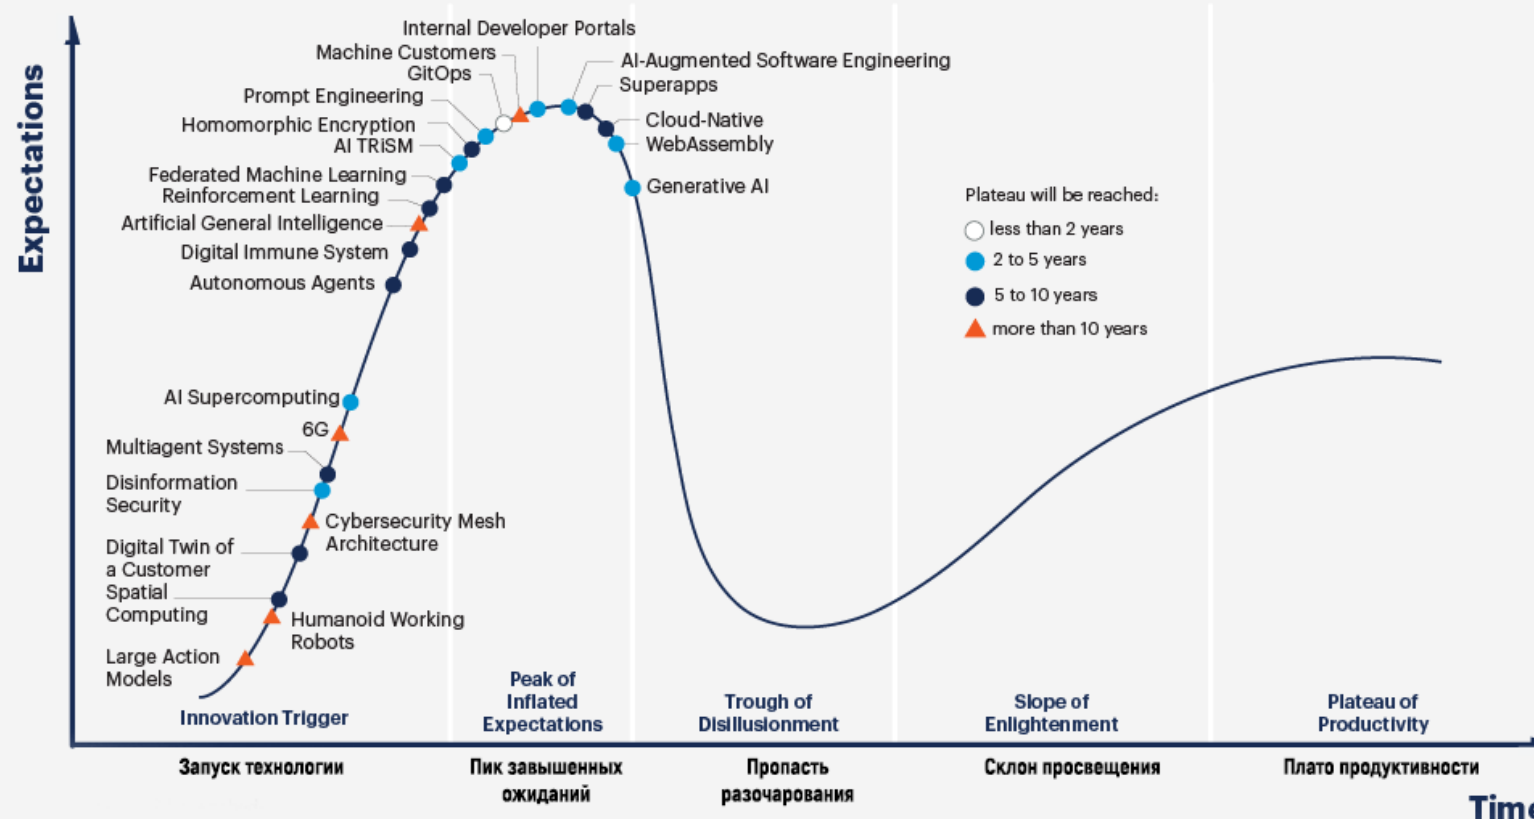 Expectations
Internal Developer Portals
Machine Customers
GitOps
Prompt Engineering
Homomorphic Encryption
AI TRiSM
Federated Machine Learning
Reinforcement Learning
Artificial General Intelligence
Digital Immune System
Autonomous Agents
AI Supercomputing
6G
Multiagent Systems
Disinformation
Security
Cybersecurity Mesh
Architecture
Digital Twin of
a Customer
Spatial
Computing
Humanoid Working
Robots
Large Action
Models
AI-Augmented Software Engineering
Superapps
Cloud-Native
WebAssembly
Generative AI
Plateau will be reached:
less than 2 years
2 to 5 years
5 to 10 years
more than 10 years
Innovation Trigger
Peak of
Inflated
Expectations
Trough of
Disillusionment
Slope of
Enlightenment
Plateau of
Productivity
Запуск технологии
Пик завышенных
ожиданий
Пропасть
разочарования
Склон просвещения
Плато продуктивности
Time